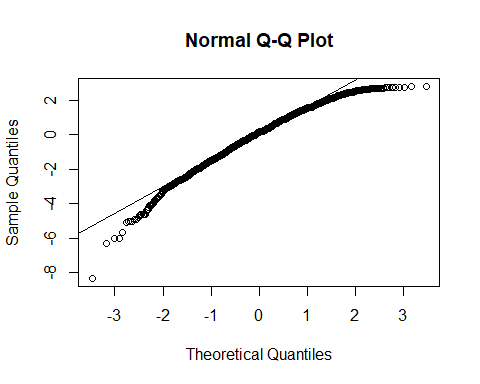 Normal Q-Q Plot
Sample Quantiles
2
0
-2
-4
-6
-8
-3 -2 -1 0 1 2 3
Theoretical Quantiles